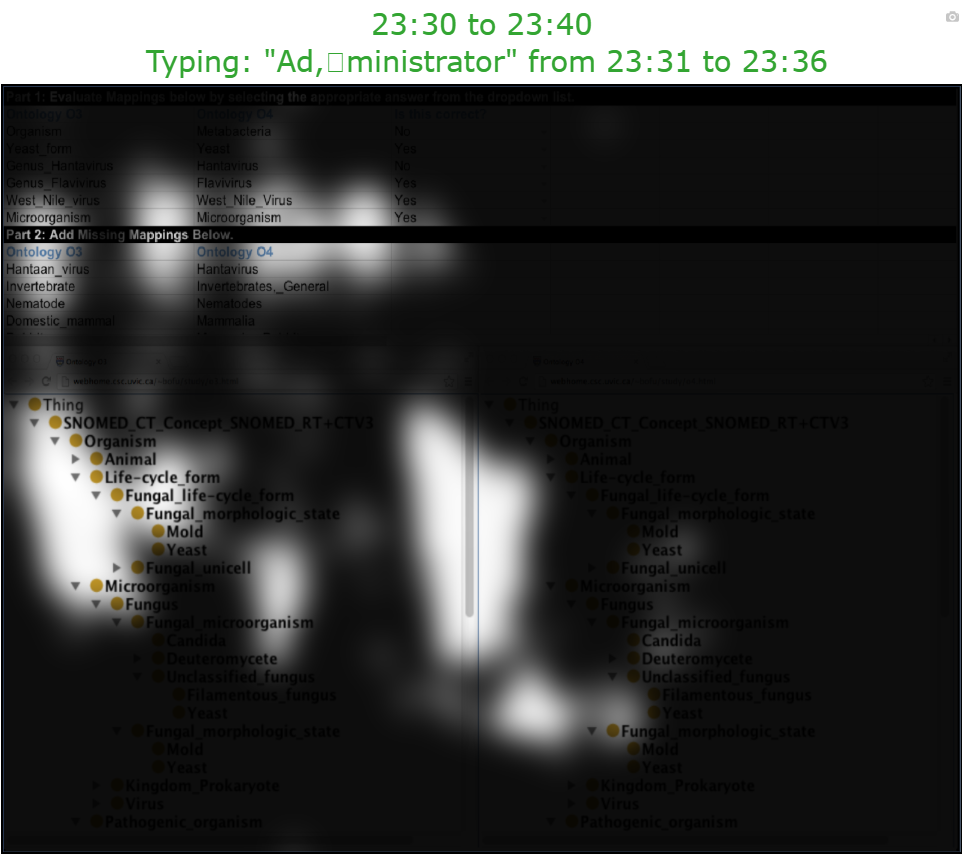 23:30 to 23:40
Typing: "Ad,□ministrator" from 23:31 to 23:36
Part 1: Evaluate Mappings below by selecting the appropriate answer from the dropdown list.
Ontology O3 Ontology O4 Is this correct?
Organism Metabacteria No
Yeast_form Yeast Yes
Genus_Hantavirus Hantavirus No
Genus_Flavivirus Flavivirus Yes
West_Nile_virus West_Nile_Virus Yes
Microorganism Microorganism Yes
Part 2: Add Missing Mappings Below.
Ontology O3 Ontology O4
Hantaan_virus Hantavirus
Invertebrate Invertebrates,_General
Nematode Nematodes
Domestic_mammal Mammalia
Thing
SNOMED_CT_Concept_SNOMED_RT+CTV3
Organism
Animal
Life-cycle_form
Fungal_life-cycle_form
Fungal_morphologic_state
Mold
Yeast
Fungal_unicell
Microorganism
Fungus
Fungal_microorganism
Candida
Deuteromycete
Unclassified_fungus
Filamentous_fungus
Yeast
Fungal_morphologic_state
Mold
Yeast
Kingdom_Prokaryote
Virus
Pathogenic_organism
Thing
SNOMED_CT_Concept_SNOMED_RT+CTV3
Organism
Animal
Life-cycle_form
Fungal_life-cycle_form
Fungal_morphologic_state
Mold
Yeast
Fungal_unicell
Microorganism
Fungus
Fungal_microorganism
Candida
Deuteromycete
Unclassified_fungus
Filamentous_fungus
Yeast
Fungal_morphologic_state
Mold
Yeast
Kingdom_Prokaryote
Virus
Pathogenic_organism